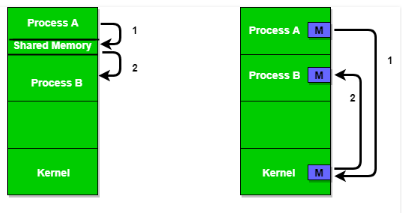 Process A
1
Shared Memory
2
Process B
Kernel
Process A M
1
Process B M
2
Kernel M